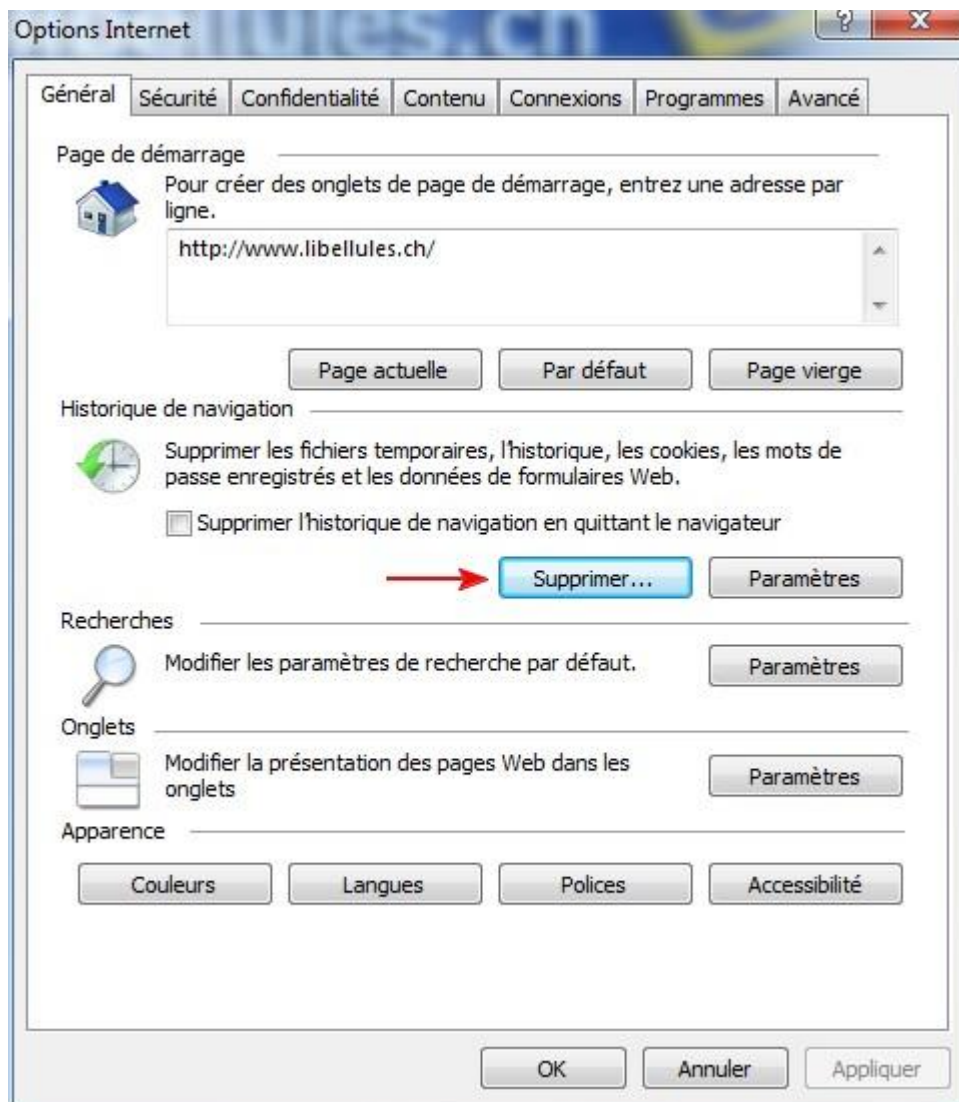 Options Internet
Général Sécurité Confidentialité Contenu Connexions Programmes Avancé
Page de démarrage
Pour créer des onglets de page de démarrage, entrez une adresse par
ligne.
http://www.libellules.ch/
Page actuelle Par défaut Page vierge
Historique de navigation
Supprimer les fichiers temporaires, l'historique, les cookies, les mots de
passe enregistrés et les données de formulaires Web.
Supprimer l'historique de navigation en quittant le navigateur
Supprimer... Paramètres
Recherches
Modifier les paramètres de recherche par défaut. Paramètres
Onglets
Modifier la présentation des pages Web dans les
onglets
Paramètres
Apparence
Couleurs Langues Polices Accessibilité
OK Annuler Appliquer